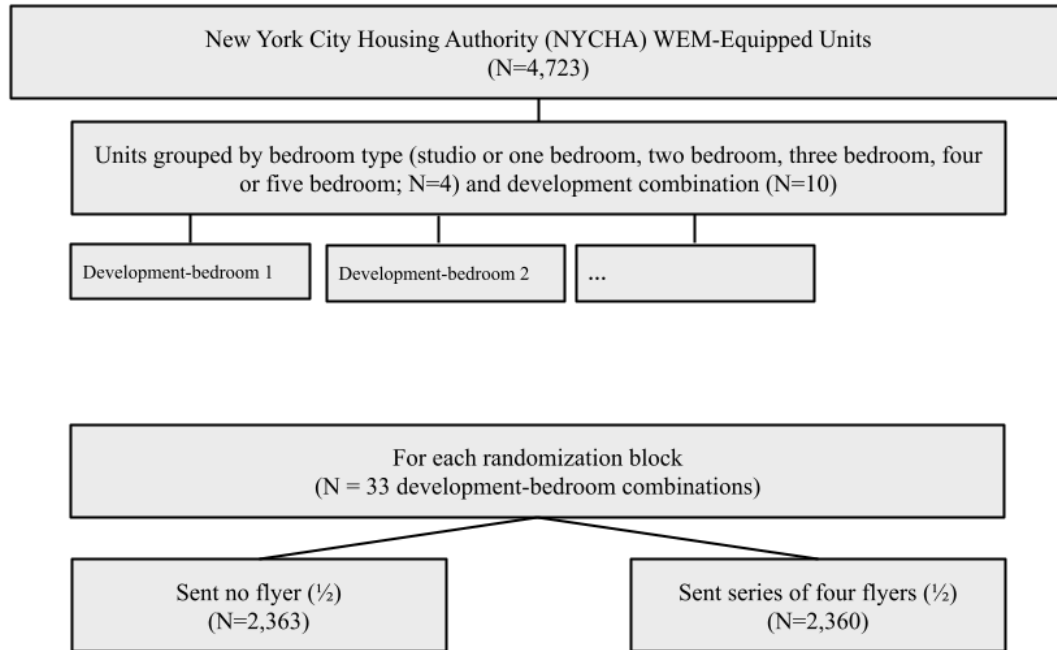 New York City Housing Authority (NYCHA) WEM-Equipped Units
(N=4,723)
Units grouped by bedroom type (studio or one bedroom, two bedroom, three bedroom, four
or five bedroom; N=4) and development combination (N=10)
Development-bedroom 1
Development-bedroom 2
...
For each randomization block
(N = 33 development-bedroom combinations)
Sent no flyer (½)
(N=2,363)
Sent series of four flyers (½)
(N=2,360)